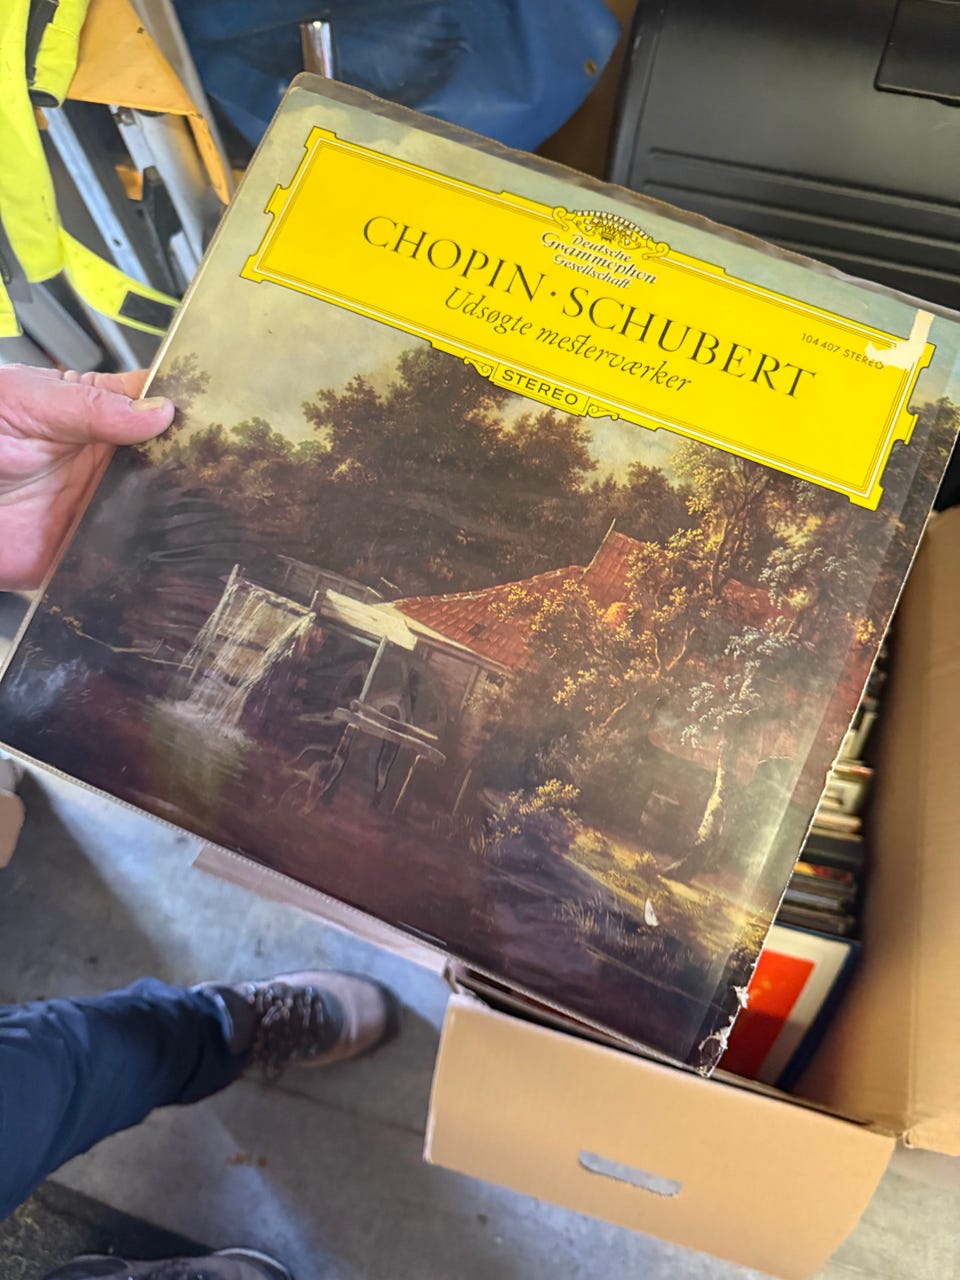 Deutsche
Grammophon
Gesellschaft
CHOPIN · SCHUBERT
Udsøgte mesterværker
104 407 STEREO
STEREO